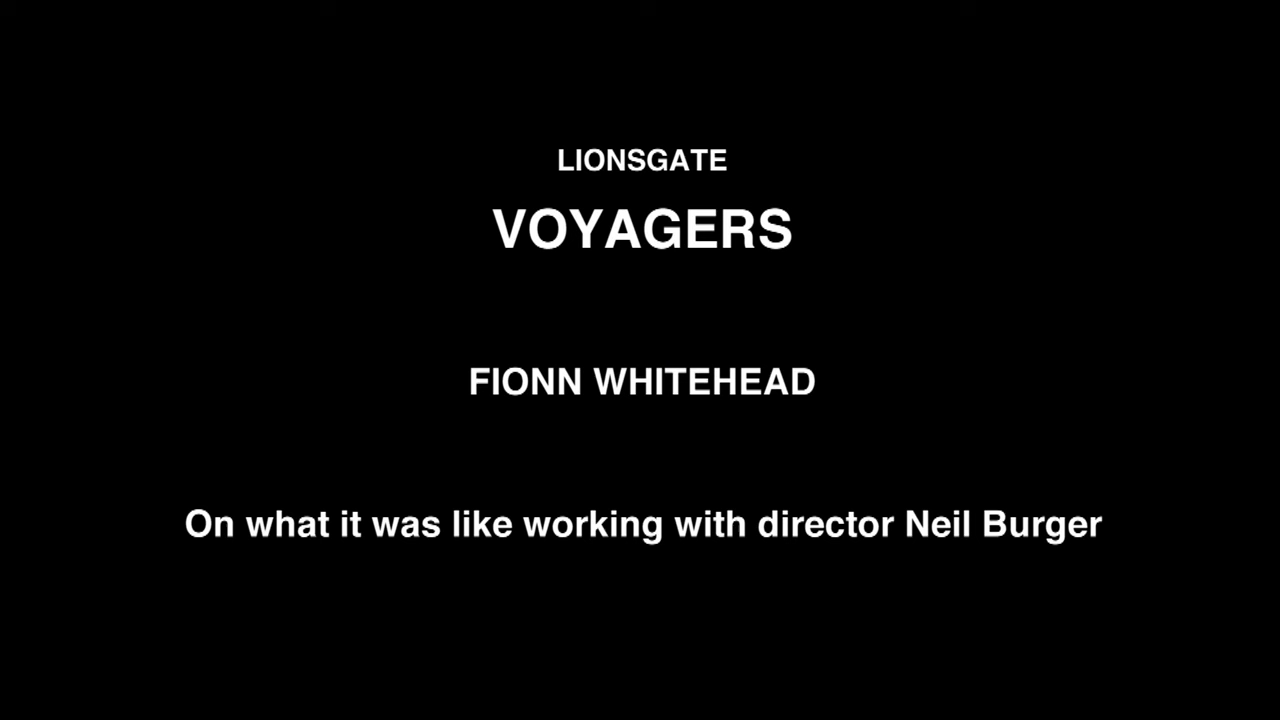 LIONSGATE
VOYAGERS
FIONN WHITEHEAD
On what it was like working with director Neil Burger